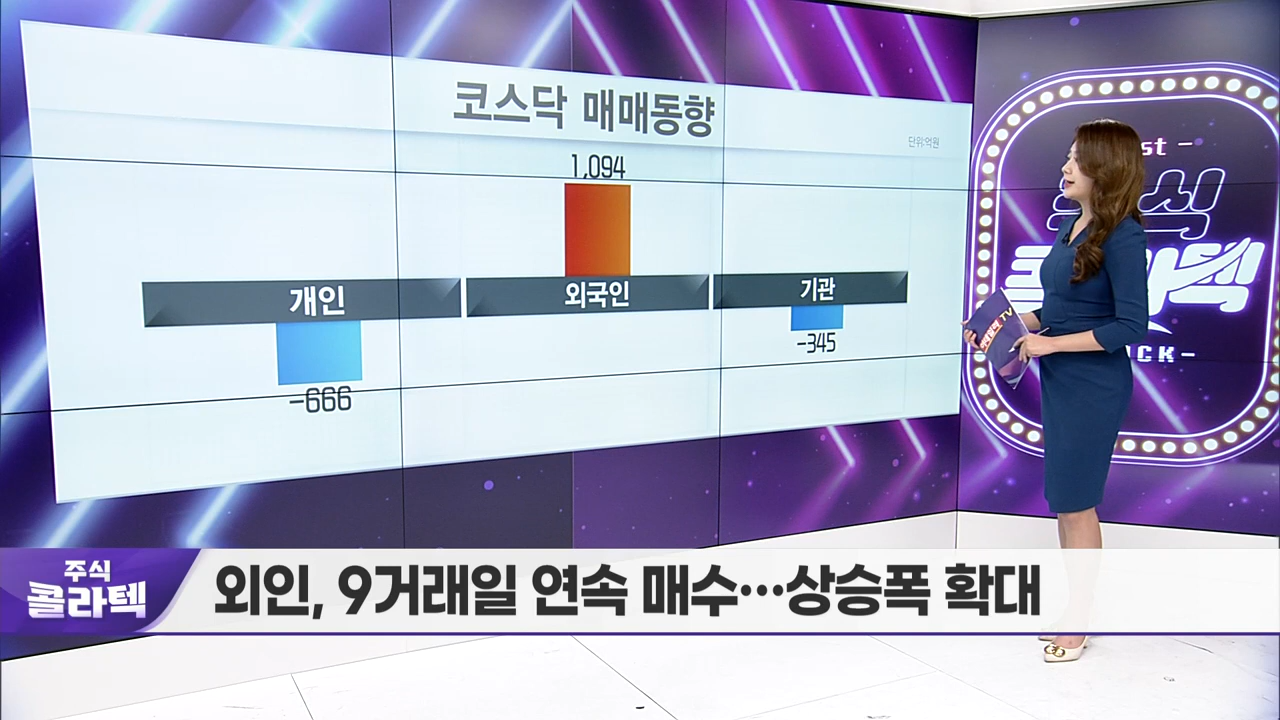 코스닥 매매동향
단위:억원
1,094
개인
외국인
기관
-666
-345
주식
콜라텍
외인, 9거래일 연속 매수…상승폭 확대